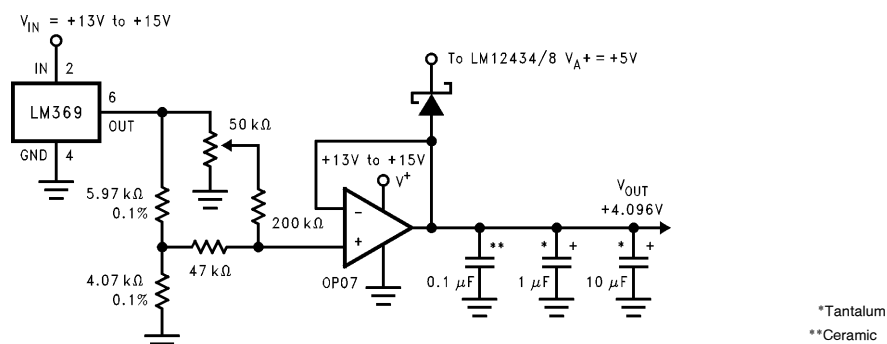 V_IN = +13V to +15V
IN 2
LM369
6
OUT
GND 4
50 kΩ
5.97 kΩ
0.1%
200 kΩ
47 kΩ
4.07 kΩ
0.1%
To LM12434/8 V_A+ = +5V
+13V to +15V
V+
-
+
OP07
V_OUT
+4.096V
**
0.1 μF
* +
1 μF
* +
10 μF
*Tantalum
**Ceramic